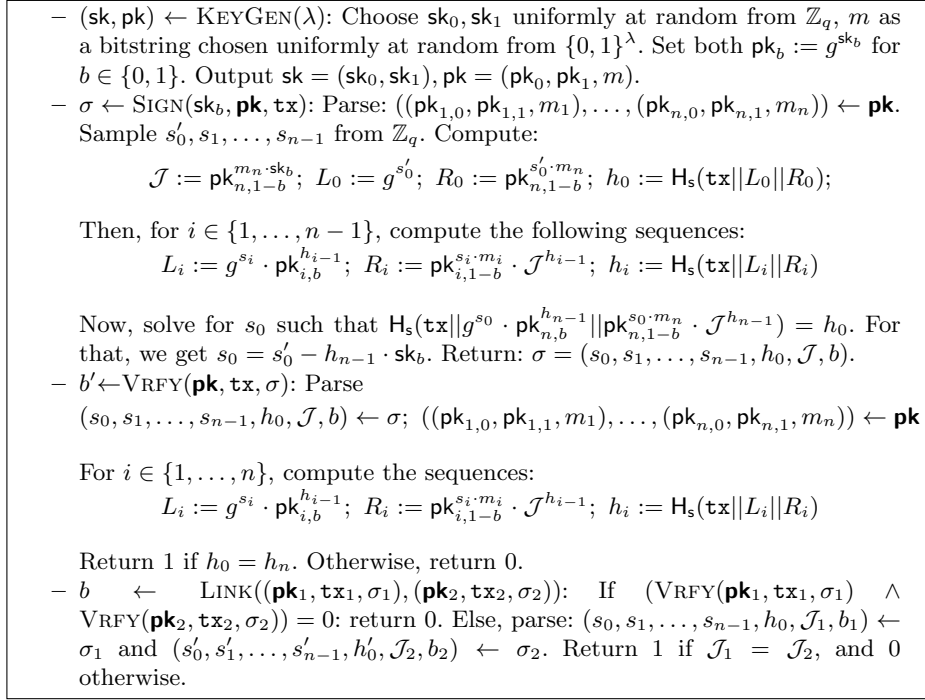 – (sk, pk) ← KEYGEN(λ): Choose sk₀, sk₁ uniformly at random from ℤ_q, m as
a bitstring chosen uniformly at random from {0, 1}^λ. Set both pk_b := g^{sk_b} for
b ∈ {0, 1}. Output sk = (sk₀, sk₁), pk = (pk₀, pk₁, m).
– σ ← SIGN(sk_b, **pk**, tx): Parse: ((pk_{1,0}, pk_{1,1}, m₁), …, (pk_{n,0}, pk_{n,1}, m_n)) ← **pk**.
Sample s′₀, s₁, …, s_{n−1} from ℤ_q. Compute:
𝒥 := pk_{n,1−b}^{m_n·sk_b}; L₀ := g^{s′₀}; R₀ := pk_{n,1−b}^{s′₀·m_n}; h₀ := H_s(tx||L₀||R₀);
Then, for i ∈ {1, …, n − 1}, compute the following sequences:
L_i := g^{s_i} · pk_{i,b}^{h_{i−1}}; R_i := pk_{i,1−b}^{s_i·m_i} · 𝒥^{h_{i−1}}; h_i := H_s(tx||L_i||R_i)
Now, solve for s₀ such that H_s(tx||g^{s₀} · pk_{n,b}^{h_{n−1}}||pk_{n,1−b}^{s₀·m_n} · 𝒥^{h_{n−1}}) = h₀. For
that, we get s₀ = s′₀ − h_{n−1} · sk_b. Return: σ = (s₀, s₁, …, s_{n−1}, h₀, 𝒥, b).
– b′←VRFY(**pk**, tx, σ): Parse
(s₀, s₁, …, s_{n−1}, h₀, 𝒥, b) ← σ; ((pk_{1,0}, pk_{1,1}, m₁), …, (pk_{n,0}, pk_{n,1}, m_n)) ← **pk**
For i ∈ {1, …, n}, compute the sequences:
L_i := g^{s_i} · pk_{i,b}^{h_{i−1}}; R_i := pk_{i,1−b}^{s_i·m_i} · 𝒥^{h_{i−1}}; h_i := H_s(tx||L_i||R_i)
Return 1 if h₀ = h_n. Otherwise, return 0.
– b ← LINK((**pk**₁, tx₁, σ₁), (**pk**₂, tx₂, σ₂)): If (VRFY(**pk**₁, tx₁, σ₁) ∧
VRFY(**pk**₂, tx₂, σ₂)) = 0: return 0. Else, parse: (s₀, s₁, …, s_{n−1}, h₀, 𝒥₁, b₁) ←
σ₁ and (s′₀, s′₁, …, s′_{n−1}, h′₀, 𝒥₂, b₂) ← σ₂. Return 1 if 𝒥₁ = 𝒥₂, and 0
otherwise.